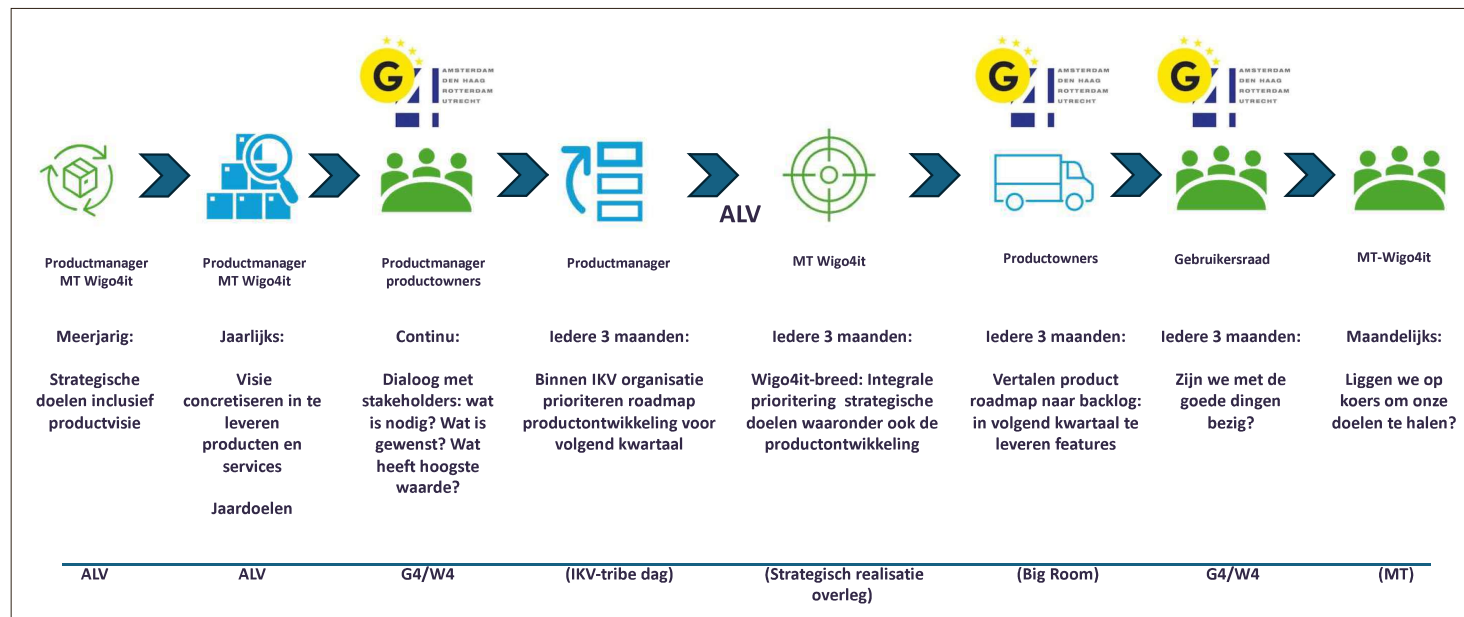 G4
AMSTERDAM
DEN HAAG
ROTTERDAM
UTRECHT
G4
AMSTERDAM
DEN HAAG
ROTTERDAM
UTRECHT
G4
AMSTERDAM
DEN HAAG
ROTTERDAM
UTRECHT
ALV
Productmanager
MT Wigo4it
Meerjarig:
Strategische
doelen inclusief
productvisie
ALV
Productmanager
MT Wigo4it
Jaarlijks:
Visie
concretiseren in te
leveren
producten en
services
Jaardoelen
ALV
Productmanager
productowners
Continu:
Dialoog met
stakeholders: wat
is nodig? Wat is
gewenst? Wat
heeft hoogste
waarde?
G4/W4
Productmanager
Iedere 3 maanden:
Binnen IKV organisatie
prioriteren roadmap
productontwikkeling voor
volgend kwartaal
(IKV-tribe dag)
MT Wigo4it
Iedere 3 maanden:
Wigo4it-breed: Integrale
prioritering strategische
doelen waaronder ook de
productontwikkeling
(Strategisch realisatie
overleg)
Productowners
Iedere 3 maanden:
Vertalen product
roadmap naar backlog:
in volgend kwartaal te
leveren features
(Big Room)
Gebruikersraad
Iedere 3 maanden:
Zijn we met de
goede dingen
bezig?
G4/W4
MT-Wigo4it
Maandelijks:
Liggen we op
koers om onze
doelen te halen?
(MT)